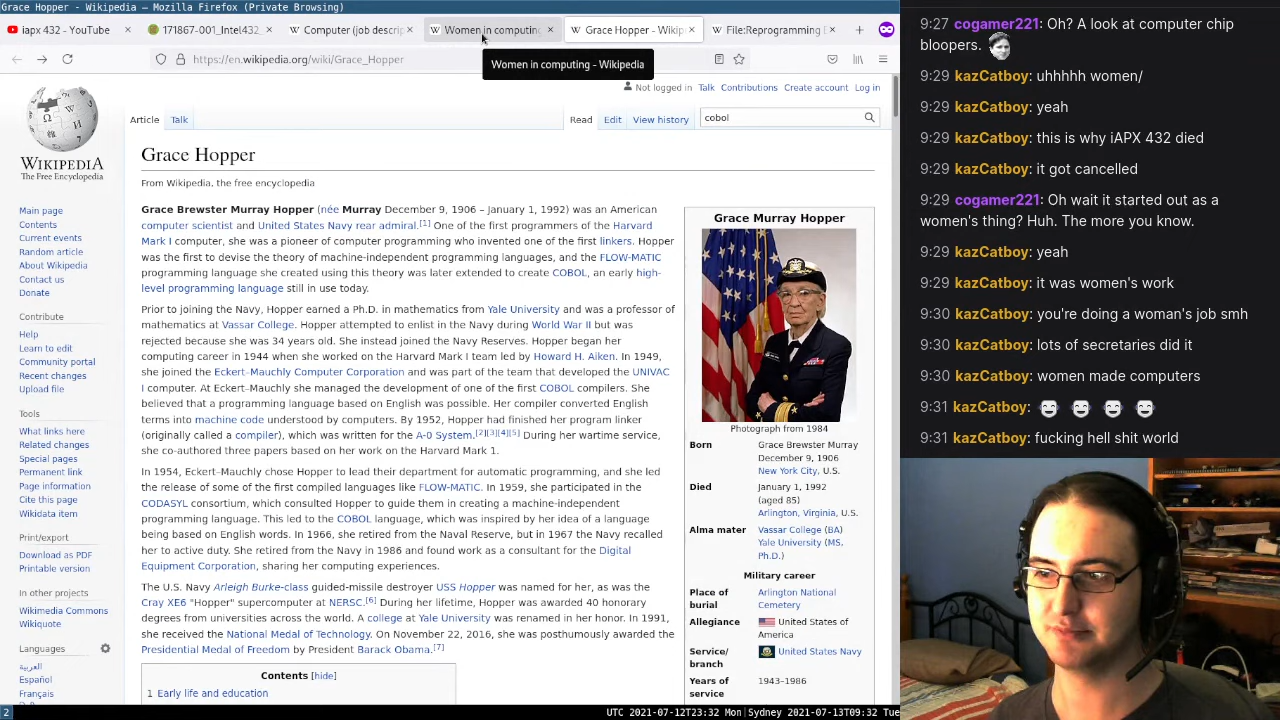 Grace Hopper - Wikipedia — Mozilla Firefox (Private Browsing)
iapx 432 - YouTube
171867-001_Intel432_
Computer (job descrip
Women in computing
Grace Hopper - Wikip
File:Reprogramming
https://en.wikipedia.org/wiki/Grace_Hopper
Women in computing - Wikipedia
Not logged in Talk Contributions Create account Log in
Article Talk
Read Edit View history
cobol
WIKIPEDIA
The Free Encyclopedia
Main page
Contents
Current events
Random article
About Wikipedia
Contact us
Donate
Contribute
Help
Learn to edit
Community portal
Recent changes
Upload file
Tools
What links here
Related changes
Special pages
Permanent link
Page information
Cite this page
Wikidata item
Print/export
Download as PDF
Printable version
In other projects
Wikimedia Commons
Wikiquote
Languages
العربية
Español
Français
Grace Hopper
From Wikipedia, the free encyclopedia
Grace Brewster Murray Hopper (née Murray December 9, 1906 – January 1, 1992) was an American
computer scientist and United States Navy rear admiral.[1] One of the first programmers of the Harvard
Mark I computer, she was a pioneer of computer programming who invented one of the first linkers. Hopper
was the first to devise the theory of machine-independent programming languages, and the FLOW-MATIC
programming language she created using this theory was later extended to create COBOL, an early high-
level programming language still in use today.
Prior to joining the Navy, Hopper earned a Ph.D. in mathematics from Yale University and was a professor of
mathematics at Vassar College. Hopper attempted to enlist in the Navy during World War II but was
rejected because she was 34 years old. She instead joined the Navy Reserves. Hopper began her
computing career in 1944 when she worked on the Harvard Mark I team led by Howard H. Aiken. In 1949,
she joined the Eckert–Mauchly Computer Corporation and was part of the team that developed the UNIVAC
I computer. At Eckert–Mauchly she managed the development of one of the first COBOL compilers. She
believed that a programming language based on English was possible. Her compiler converted English
terms into machine code understood by computers. By 1952, Hopper had finished her program linker
(originally called a compiler), which was written for the A-0 System.[2][3][4][5] During her wartime service,
she co-authored three papers based on her work on the Harvard Mark 1.
In 1954, Eckert–Mauchly chose Hopper to lead their department for automatic programming, and she led
the release of some of the first compiled languages like FLOW-MATIC. In 1959, she participated in the
CODASYL consortium, which consulted Hopper to guide them in creating a machine-independent
programming language. This led to the COBOL language, which was inspired by her idea of a language
being based on English words. In 1966, she retired from the Naval Reserve, but in 1967 the Navy recalled
her to active duty. She retired from the Navy in 1986 and found work as a consultant for the Digital
Equipment Corporation, sharing her computing experiences.
The U.S. Navy Arleigh Burke-class guided-missile destroyer USS Hopper was named for her, as was the
Cray XE6 "Hopper" supercomputer at NERSC.[6] During her lifetime, Hopper was awarded 40 honorary
degrees from universities across the world. A college at Yale University was renamed in her honor. In 1991,
she received the National Medal of Technology. On November 22, 2016, she was posthumously awarded the
Presidential Medal of Freedom by President Barack Obama.[7]
Contents [hide]
1 Early life and education
Grace Murray Hopper
Photograph from 1984
Born Grace Brewster Murray
December 9, 1906
New York City, U.S.
Died January 1, 1992
(aged 85)
Arlington, Virginia, U.S.
Alma mater Vassar College (BA)
Yale University (MS,
Ph.D.)
Military career
Place of burial Arlington National
Cemetery
Allegiance United States of
America
Service/
branch United States Navy
Years of
service 1943–1986
9:27 cogamer221: Oh? A look at computer chip
bloopers.
9:29 kazCatboy: uhhhhh women/
9:29 kazCatboy: yeah
9:29 kazCatboy: this is why iAPX 432 died
9:29 kazCatboy: it got cancelled
9:29 cogamer221: Oh wait it started out as a
women's thing? Huh. The more you know.
9:29 kazCatboy: yeah
9:29 kazCatboy: it was women's work
9:30 kazCatboy: you're doing a woman's job smh
9:30 kazCatboy: lots of secretaries did it
9:30 kazCatboy: women made computers
9:31 kazCatboy:
9:31 kazCatboy: fucking hell shit world
2
UTC 2021-07-12T23:32 Mon|Sydney 2021-07-13T09:32 Tue